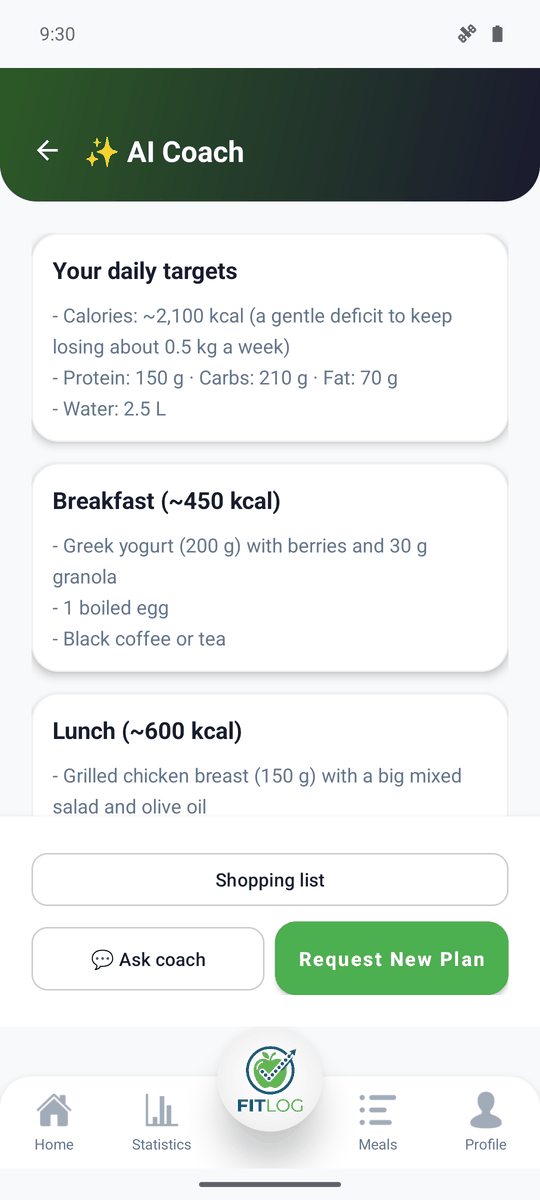 9:30
✨ AI Coach
Your daily targets
- Calories: ~2,100 kcal (a gentle deficit to keep
losing about 0.5 kg a week)
- Protein: 150 g · Carbs: 210 g · Fat: 70 g
- Water: 2.5 L
Breakfast (~450 kcal)
- Greek yogurt (200 g) with berries and 30 g
granola
- 1 boiled egg
- Black coffee or tea
Lunch (~600 kcal)
- Grilled chicken breast (150 g) with a big mixed
salad and olive oil
Shopping list
💬 Ask coach
Request New Plan
FITLOG
Home
Statistics
Meals
Profile